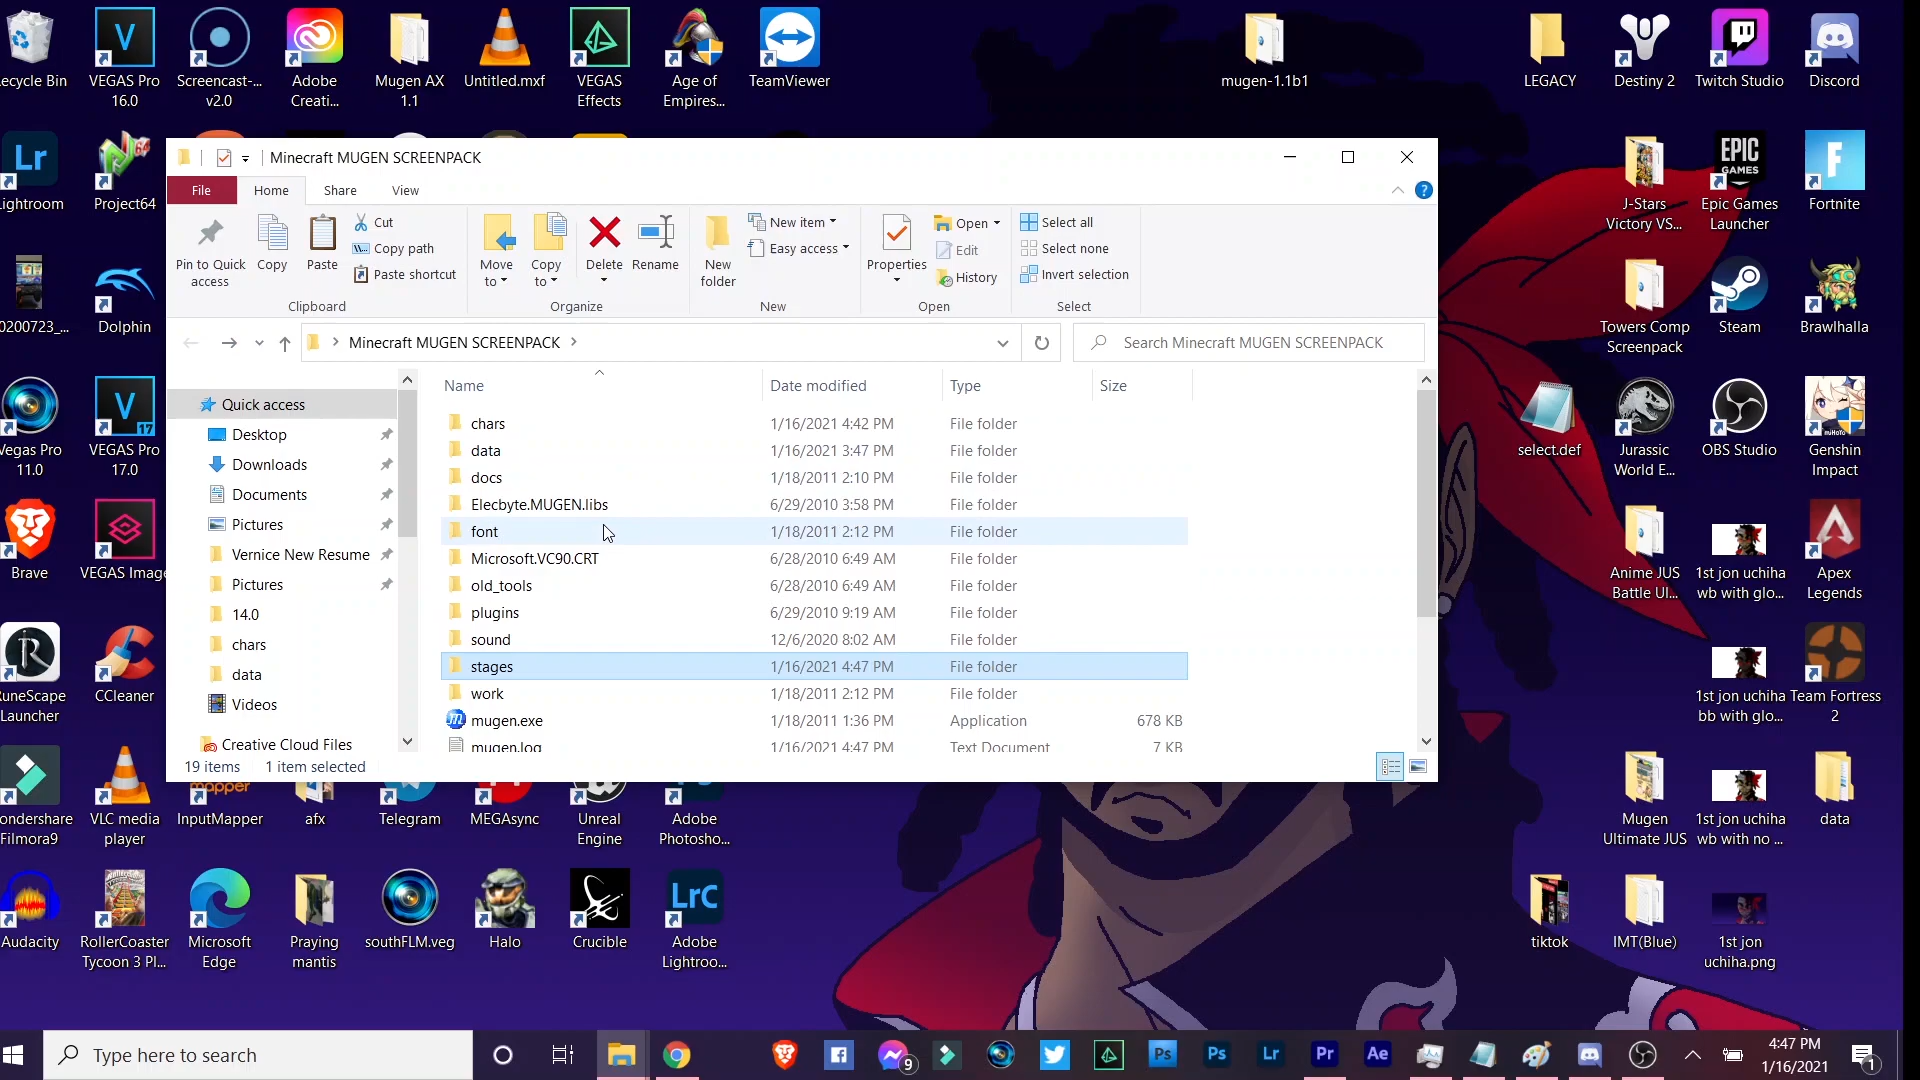 ecycle Bin
VEGAS Pro
16.0
Screencast-...
v2.0
Adobe
Creati...
Mugen AX
1.1
Untitled.mxf
VEGAS
Effects
Age of
Empires...
TeamViewer
mugen-1.1b1
LEGACY
Destiny 2
Twitch Studio
Discord
Lr
ightroom
Project64
Minecraft MUGEN SCREENPACK
File
Home
Share
View
Pin to Quick
access
Copy
Paste
Cut
Copy path
Paste shortcut
Clipboard
Move
to
Copy
to
Delete
Rename
Organize
New
folder
New item
Easy access
New
Properties
Open
Edit
History
Open
Select all
Select none
Invert selection
Select
Minecraft MUGEN SCREENPACK
Search Minecraft MUGEN SCREENPACK
Name
Date modified
Type
Size
Quick access
Desktop
Downloads
Documents
Pictures
Vernice New Resume
Pictures
14.0
chars
data
Videos
Creative Cloud Files
chars 1/16/2021 4:42 PM File folder
data 1/16/2021 3:47 PM File folder
docs 1/18/2011 2:10 PM File folder
Elecbyte.MUGEN.libs 6/29/2010 3:58 PM File folder
font 1/18/2011 2:12 PM File folder
Microsoft.VC90.CRT 6/28/2010 6:49 AM File folder
old_tools 6/28/2010 6:49 AM File folder
plugins 6/29/2010 9:19 AM File folder
sound 12/6/2020 8:02 AM File folder
stages 1/16/2021 4:47 PM File folder
work 1/18/2011 2:12 PM File folder
mugen.exe 1/18/2011 1:36 PM Application 678 KB
mugen.log 1/16/2021 4:47 PM Text Document 7 KB
19 items 1 item selected
J-Stars
Victory VS...
EPIC
GAMES
Epic Games
Launcher
Fortnite
0200723_...
Dolphin
Towers Comp
Screenpack
Steam
Brawlhalla
Vegas Pro
11.0
VEGAS Pro
17.0
select.def
Jurassic
World E...
OBS Studio
Genshin
Impact
Brave
VEGAS Image
Anime JUS
Battle Ul...
1st jon uchiha
wb with glo...
Apex
Legends
RuneScape
Launcher
CCleaner
1st jon uchiha
bb with glo...
Team Fortress
2
ondershare
Filmora9
VLC media
player
mapper
InputMapper
afx
Telegram
MEGAsync
Unreal
Engine
Adobe
Photosho...
Mugen
Ultimate JUS
1st jon uchiha
wb with no ...
data
Audacity
RollerCoaster
Tycoon 3 Pl...
Microsoft
Edge
Praying
mantis
southFLM.veg
Halo
Crucible
LrC
Adobe
Lightroo...
tiktok
IMT(Blue)
1st jon
uchiha.png
Type here to search
9
Ps
Ps
Lr
Pr
Ae
4:47 PM
1/16/2021
1